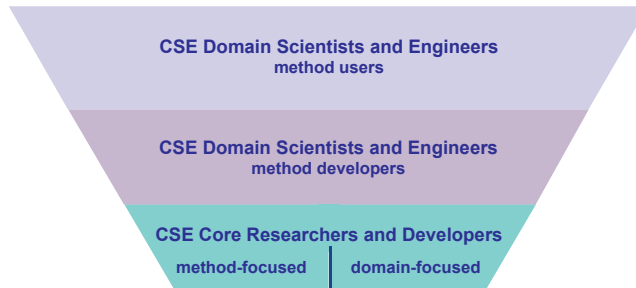 CSE Domain Scientists and Engineers
method users
CSE Domain Scientists and Engineers
method developers
CSE Core Researchers and Developers
method-focused domain-focused